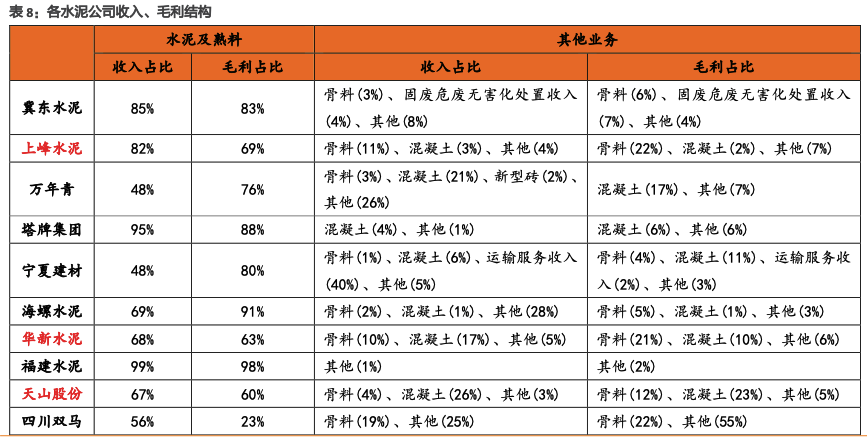 表 8：各水泥公司收入、毛利结构
水泥及熟料 其他业务
收入占比 毛利占比 收入占比 毛利占比
冀东水泥 85% 83% 骨料(3%)、固废危废无害化处置收入 骨料(6%)、固废危废无害化处置收入
(4%)、其他(8%) (7%)、其他(4%)
上峰水泥 82% 69% 骨料(11%)、混凝土(3%)、其他(4%) 骨料(22%)、混凝土(2%)、其他(7%)
万年青 48% 76% 骨料(3%)、混凝土(21%)、新型砖(2%)、 混凝土(17%)、其他(7%)
其他(26%)
塔牌集团 95% 88% 混凝土(4%)、其他(1%) 混凝土(6%)、其他(6%)
宁夏建材 48% 80% 骨料(1%)、混凝土(6%)、运输服务收入 骨料(4%)、混凝土(11%)、运输服务收
(40%)、其他(5%) 入(2%)、其他(3%)
海螺水泥 69% 91% 骨料(2%)、混凝土(1%)、其他(28%) 骨料(5%)、混凝土(1%)、其他(3%)
华新水泥 68% 63% 骨料(10%)、混凝土(17%)、其他(5%) 骨料(21%)、混凝土(10%)、其他(6%)
福建水泥 99% 98% 其他(1%) 其他(2%)
天山股份 67% 60% 骨料(4%)、混凝土(26%)、其他(3%) 骨料(12%)、混凝土(23%)、其他(5%)
四川双马 56% 23% 骨料(19%)、其他(25%) 骨料(22%)、其他(55%)